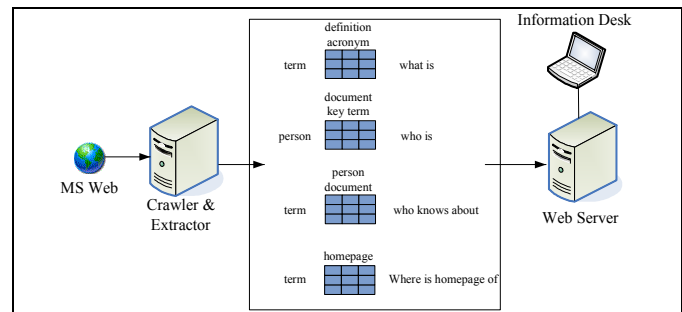 Information Desk
definition
acronym
term
what is
document
key term
person
who is
MS Web
Crawler &
Extractor
person
document
term
who knows about
Web Server
homepage
term
Where is homepage of